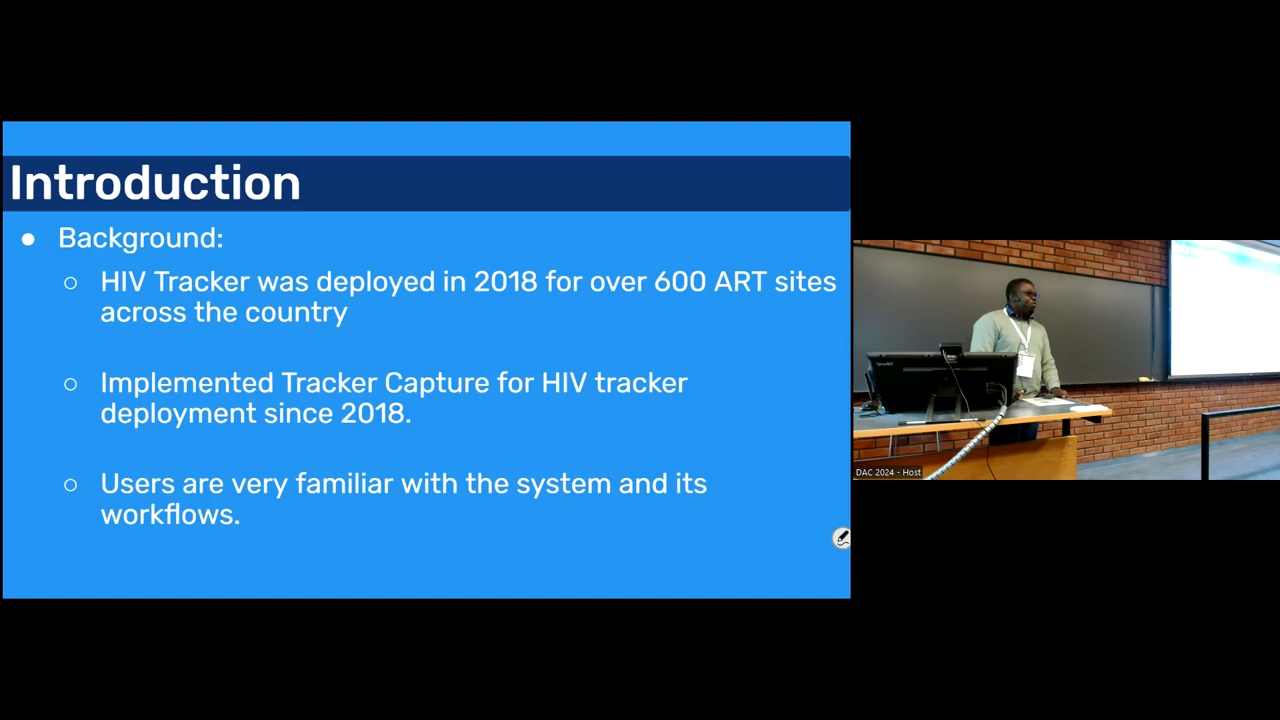 Introduction
● Background:
○ HIV Tracker was deployed in 2018 for over 600 ART sites
across the country
○ Implemented Tracker Capture for HIV tracker
deployment since 2018.
○ Users are very familiar with the system and its
workflows.
DAC 2024 - Host